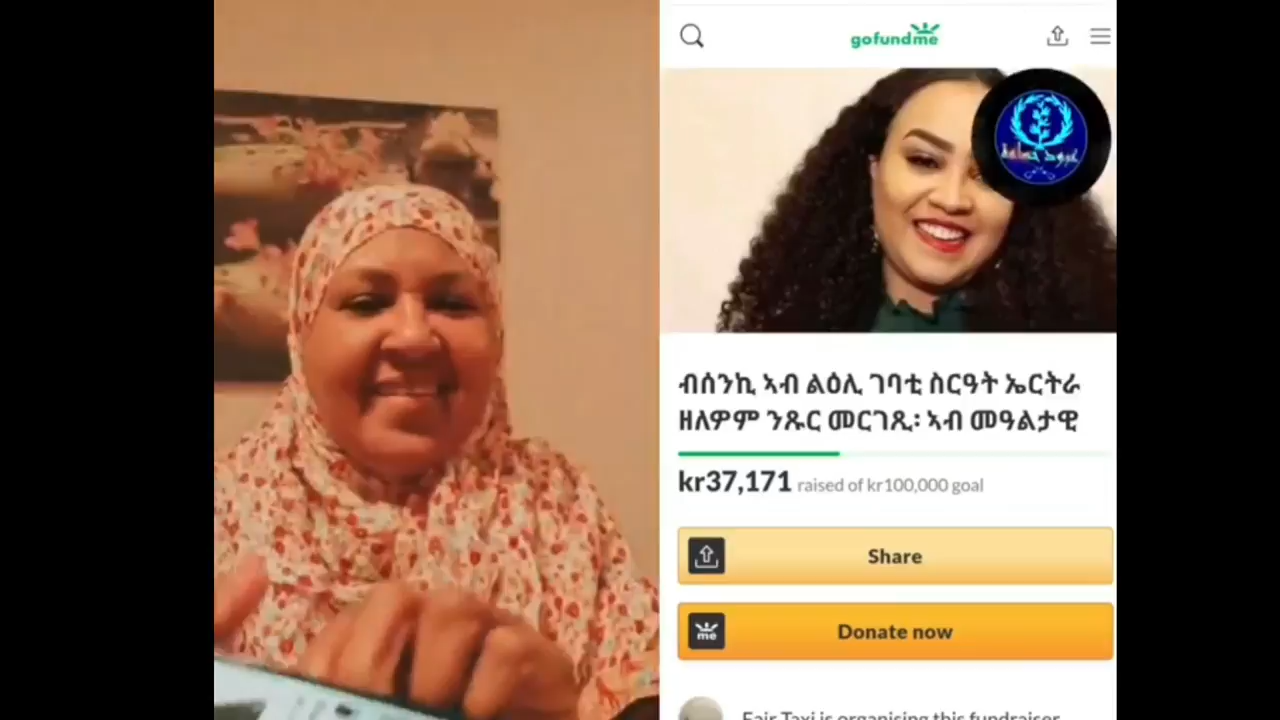 gofundme
ብሰንኪ ኣብ ልዕሊ ገባቲ ስርዓት ኤርትራ
ዘለዎም ንጹር መርገጺ፡ ኣብ መዓልታዊ
kr37,171 raised of kr100,000 goal
Share
me
Donate now
Fair Taxi is organising this fundraiser